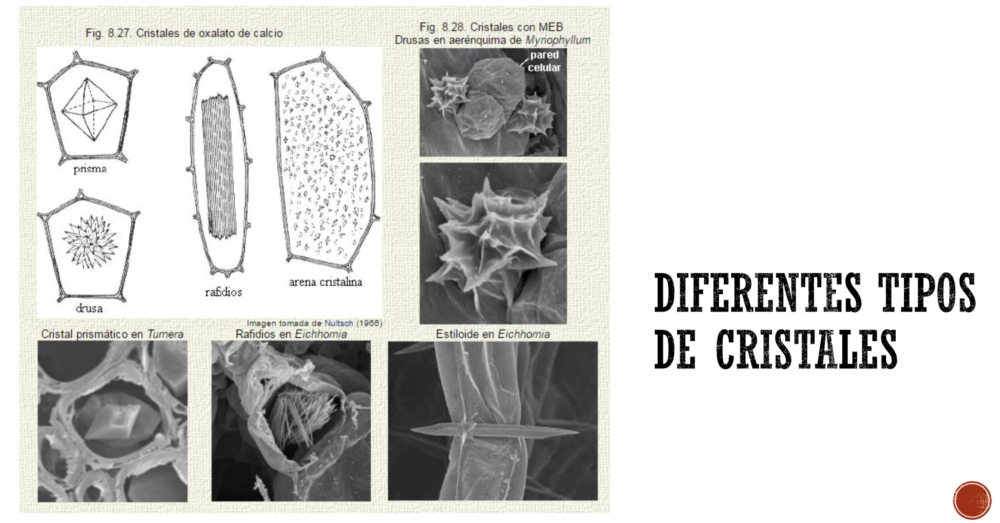 Fig. 8.27. Cristales de oxalato de calcio
prisma
drusa
rafidios
arena cristalina
Imagen tomada de Nultsch (1966)
Fig. 8.28. Cristales con MEB
Drusas en aerénquima de Myriophyllum
pared
celular
Cristal prismático en Turnera
Rafidios en Eichhornia
Estiloide en Eichhornia
DIFERENTES TIPOS
DE CRISTALES